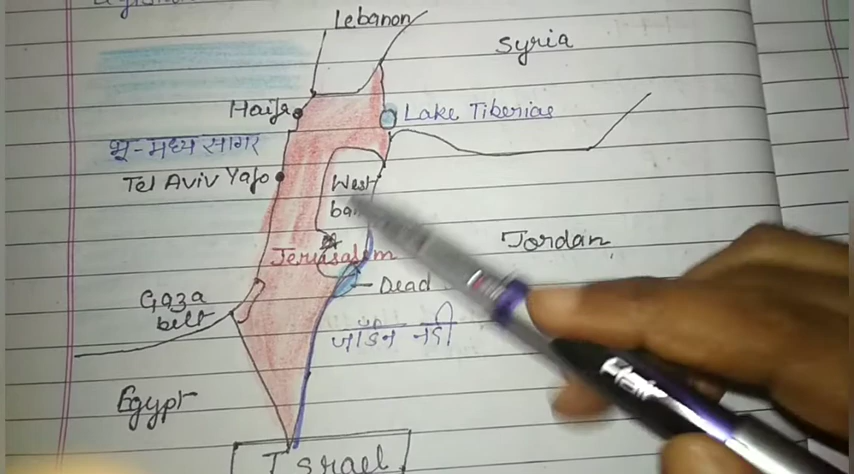 Lebanon
Syria
Haifa
Lake Tiberias
भू-मध्य सागर
Tel Aviv Yafo
West
Jordan
Jerusalem
Dead
Gaza
belt
जॉर्डन नदी
Egypt
Israel